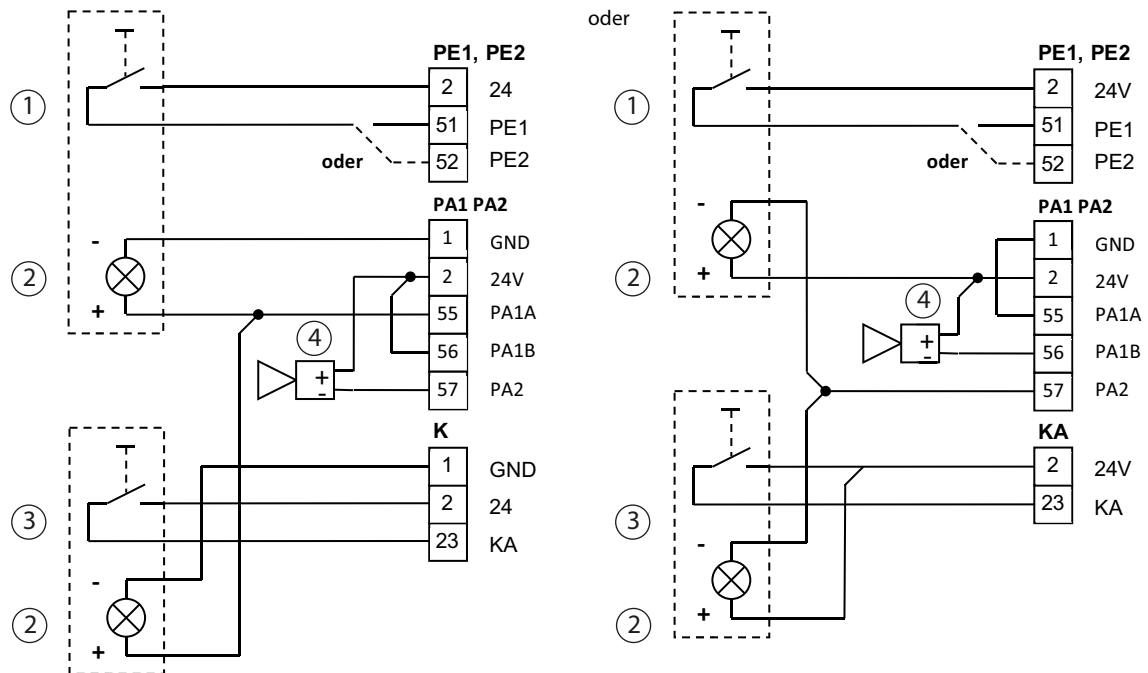 PE1, PE2
1
2 24
51 PE1
oder 52 PE2
PA1 PA2
-
1 GND
2
2 24V
+
55 PA1A
4
56 PA1B
+
-
57 PA2
K
1 GND
3
2 24
23 KA
-
2
+
oder
PE1, PE2
1
2 24V
51 PE1
oder 52 PE2
PA1 PA2
-
1 GND
2
2 24V
+
4
55 PA1A
+
-
56 PA1B
57 PA2
KA
2 24V
3
23 KA
-
2
+